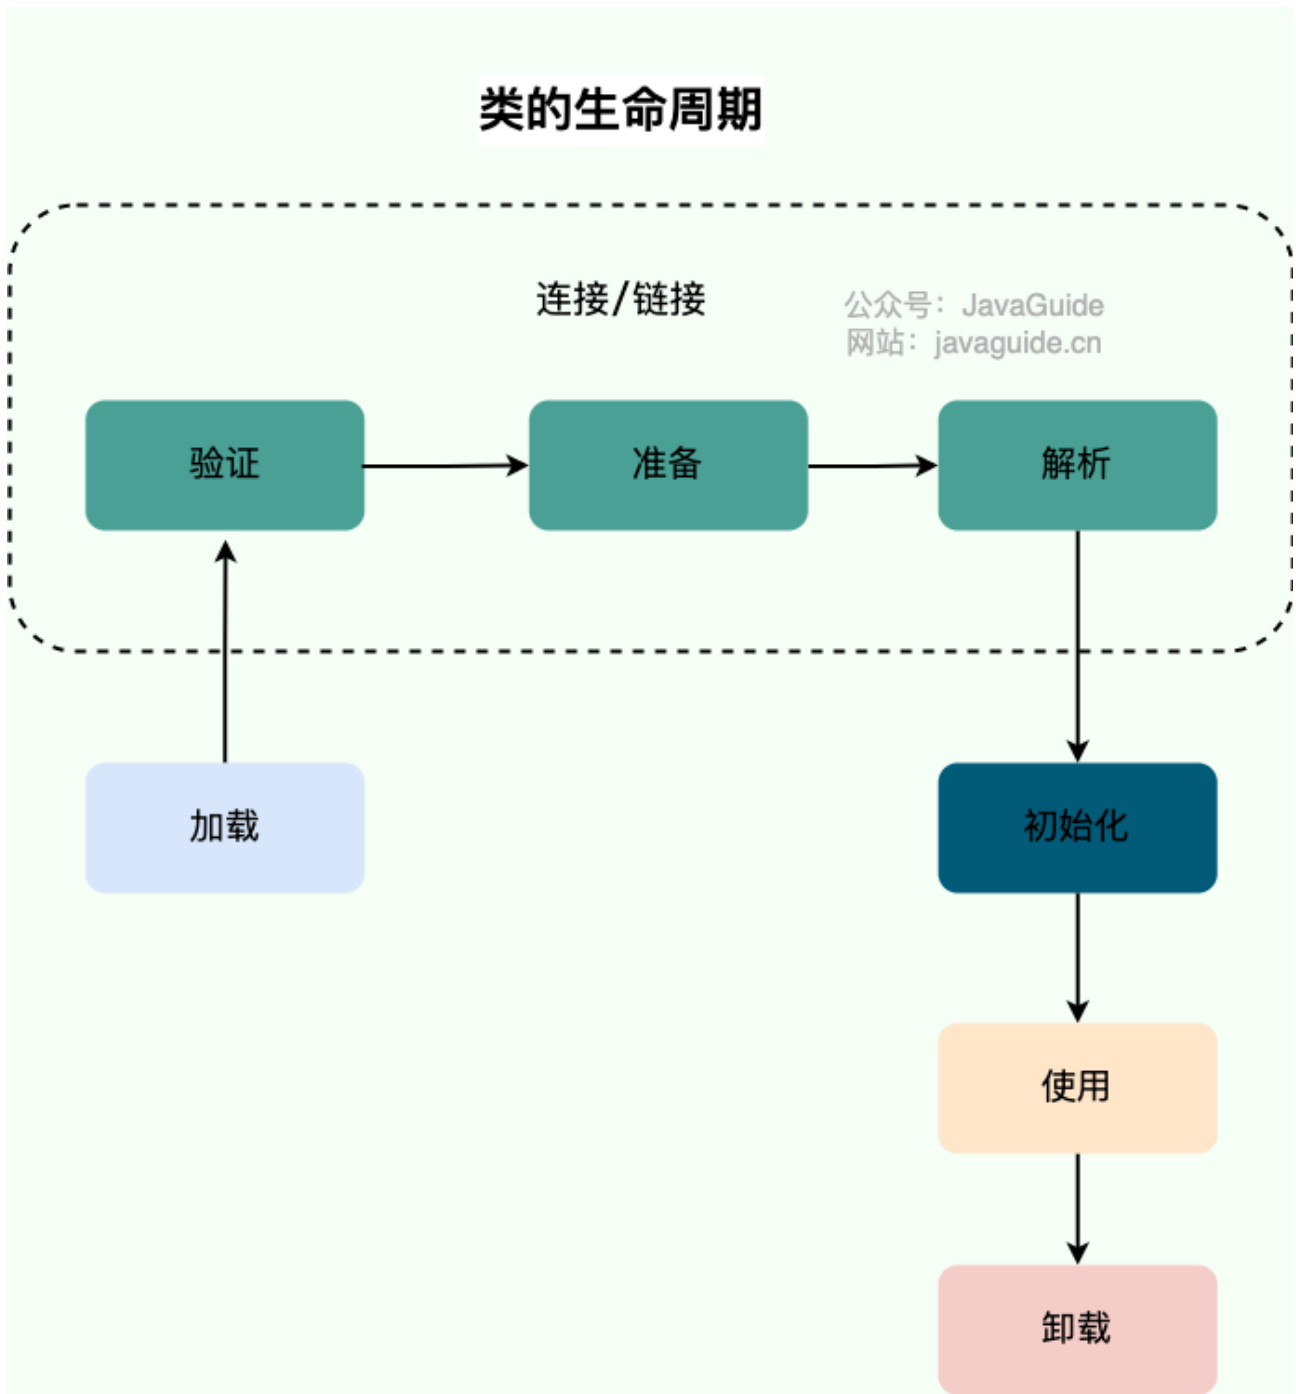 类的生命周期
连接/链接
公众号：JavaGuide
网站：javaguide.cn
验证
准备
解析
加载
初始化
使用
卸载